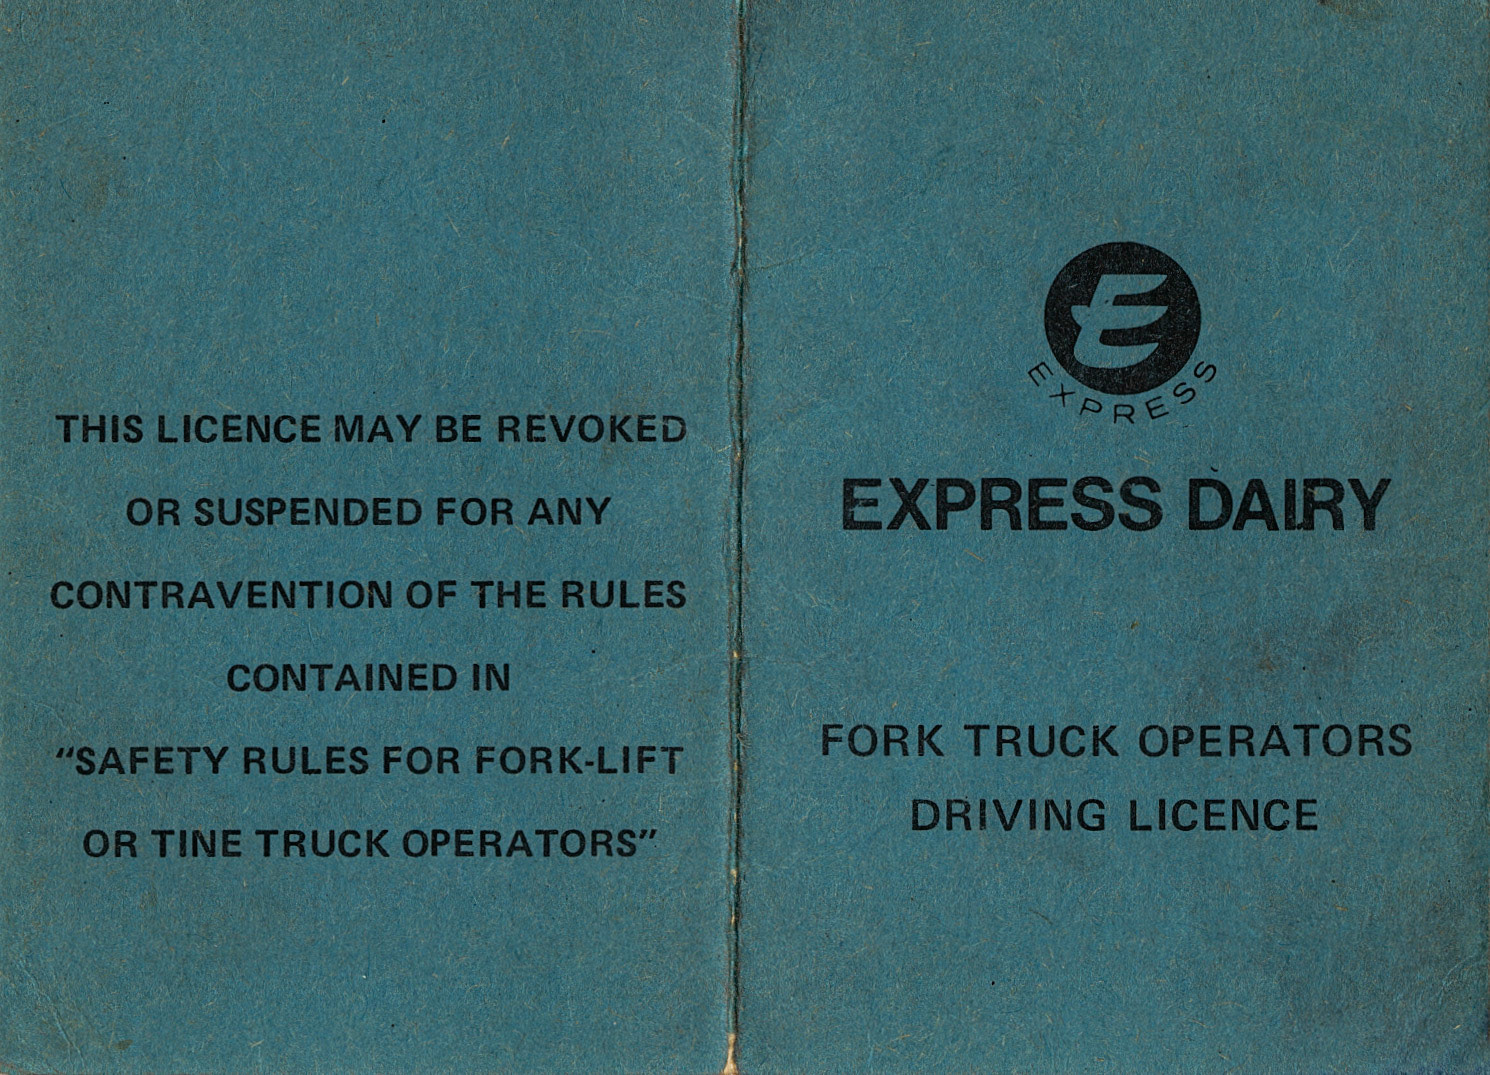 THIS LICENCE MAY BE REVOKED
OR SUSPENDED FOR ANY
CONTRAVENTION OF THE RULES
CONTAINED IN
“SAFETY RULES FOR FORK-LIFT
OR TINE TRUCK OPERATORS”
E
EXPRESS
EXPRESS DAIRY
FORK TRUCK OPERATORS
DRIVING LICENCE